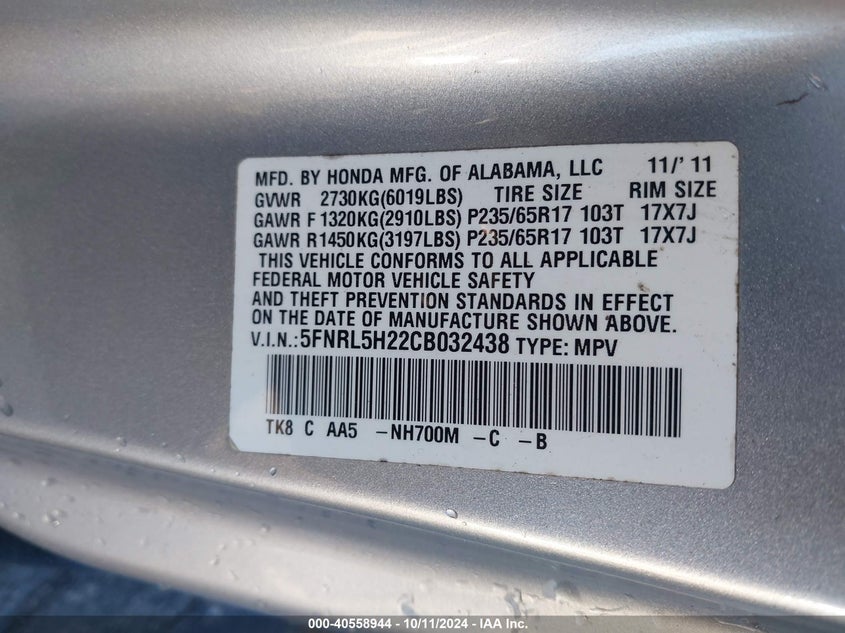 MFD. BY HONDA MFG. OF ALABAMA, LLC 11/'11
GVWR 2730KG(6019LBS) TIRE SIZE RIM SIZE
GAWR F1320KG(2910LBS) P235/65R17 103T 17X7J
GAWR R1450KG(3197LBS) P235/65R17 103T 17X7J
THIS VEHICLE CONFORMS TO ALL APPLICABLE
FEDERAL MOTOR VEHICLE SAFETY
AND THEFT PREVENTION STANDARDS IN EFFECT
ON THE DATE OF MANUFACTURE SHOWN ABOVE.
V.I.N.:5FNRL5H22CB032438 TYPE: MPV
TK8 C AA5 -NH700M -C -B
000-40558944 - 10/11/2024 - IAA Inc.